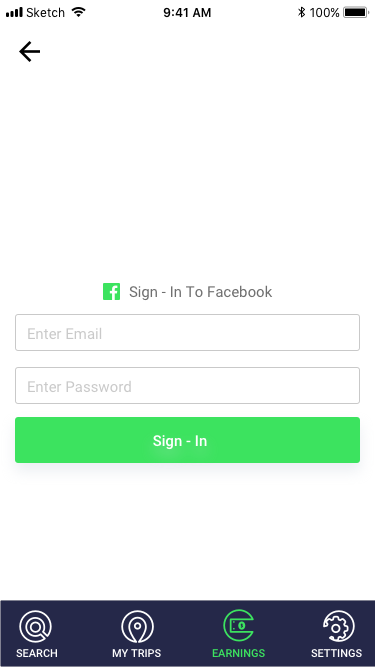 Sketch 9:41 AM 100%
Sign - In To Facebook
Enter Email
Enter Password
Sign - In
SEARCH MY TRIPS EARNINGS SETTINGS